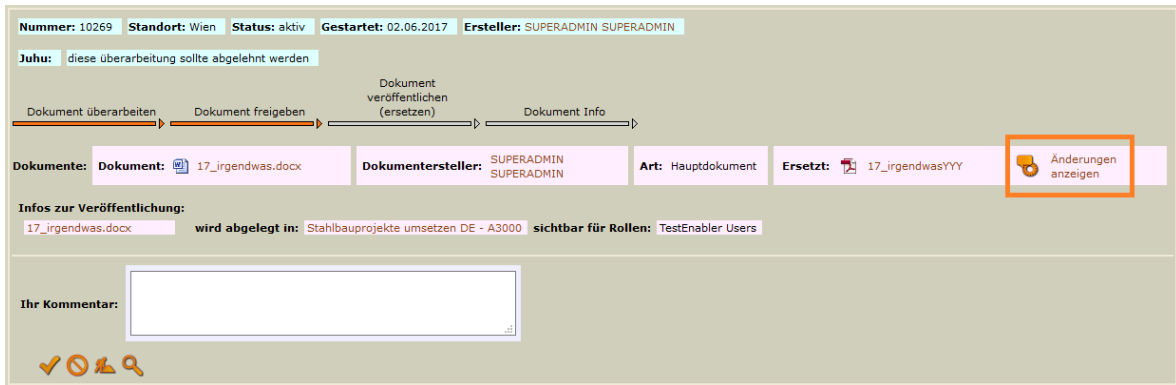 Nummer: 10269 Standort: Wien Status: aktiv Gestartet: 02.06.2017 Ersteller: SUPERADMIN SUPERADMIN
Juhu: diese überarbeitung sollte abgelehnt werden
Dokument überarbeiten
Dokument freigeben
Dokument
veröffentlichen
(ersetzen)
Dokument Info
Dokumente: Dokument: 17_irgendwas.docx
Dokumentersteller: SUPERADMIN
SUPERADMIN
Art: Hauptdokument
Ersetzt: 17_irgendwasYYY
Änderungen
anzeigen
Infos zur Veröffentlichung:
17_irgendwas.docx wird abgelegt in: Stahlbauprojekte umsetzen DE - A3000 sichtbar für Rollen: TestEnabler Users
Ihr Kommentar: